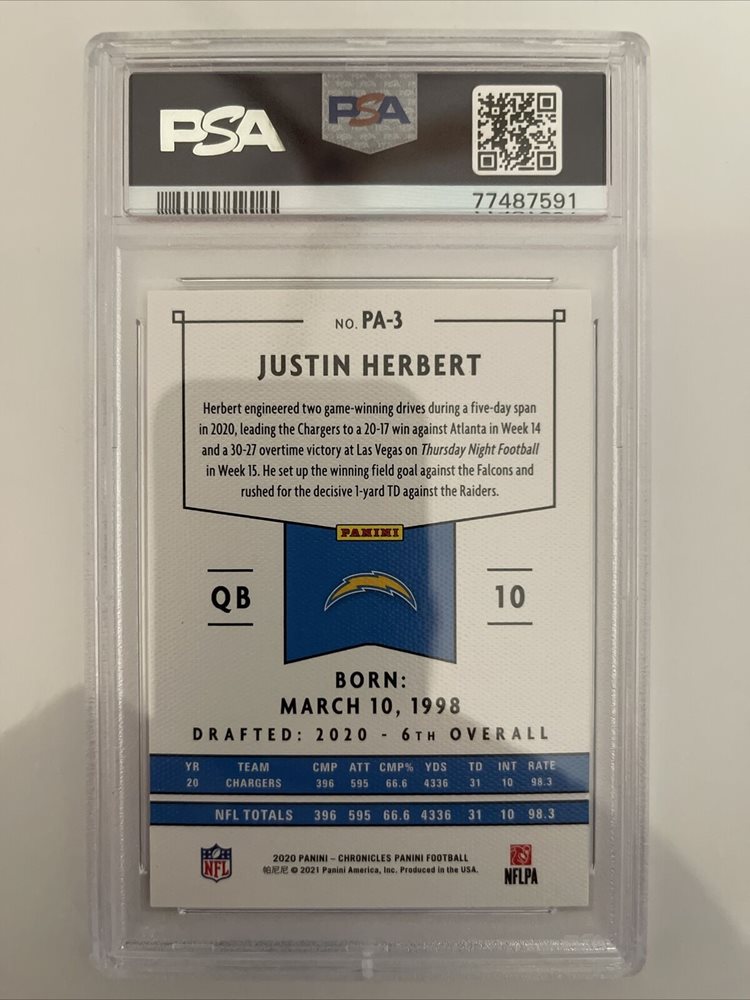 PSA
PSA
77487591
NO. PA-3
JUSTIN HERBERT
Herbert engineered two game-winning drives during a five-day span
in 2020, leading the Chargers to a 20-17 win against Atlanta in Week 14
and a 30-27 overtime victory at Las Vegas on Thursday Night Football
in Week 15. He set up the winning field goal against the Falcons and
rushed for the decisive 1-yard TD against the Raiders.
PANINI
QB
10
BORN:
MARCH 10, 1998
DRAFTED: 2020 - 6TH OVERALL
YR TEAM CMP ATT CMP% YDS TD INT RATE
20 CHARGERS 396 595 66.6 4336 31 10 98.3
NFL TOTALS 396 595 66.6 4336 31 10 98.3
NFL
2020 PANINI – CHRONICLES PANINI FOOTBALL
帕尼尼 © 2021 Panini America, Inc. Produced in the USA.
NFLPA